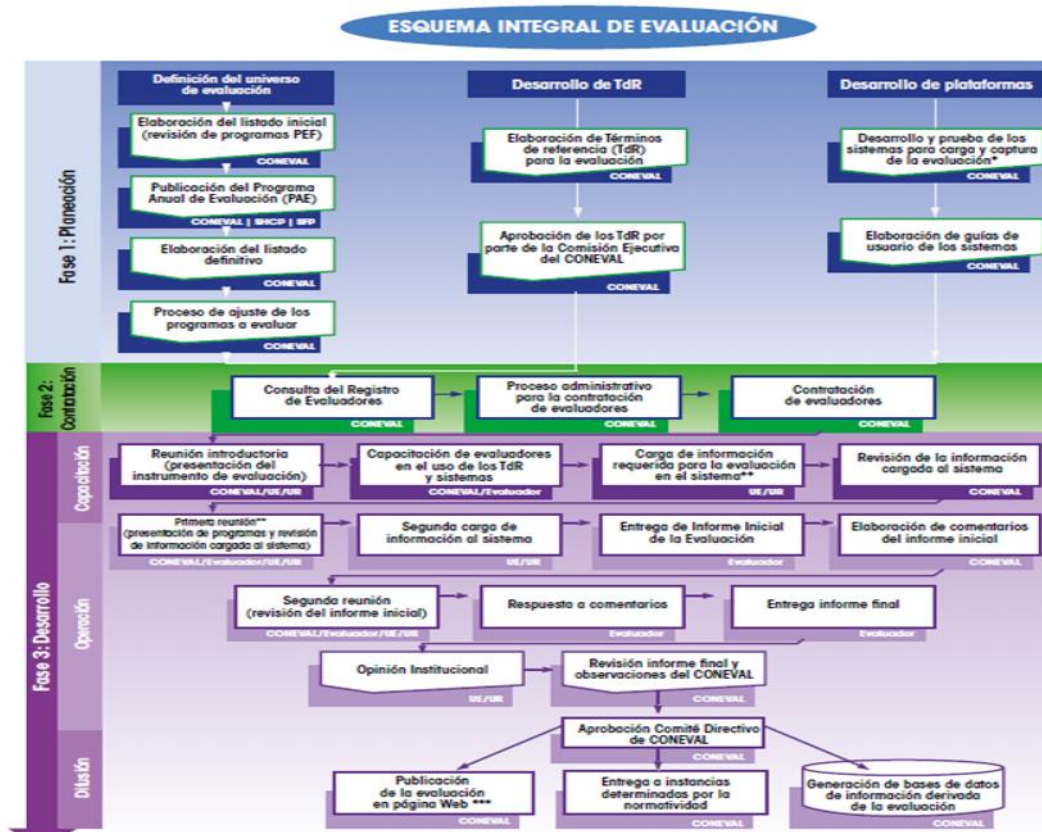 ESQUEMA INTEGRAL DE EVALUACIÓN
Fase 1: Planeación
Definición del universo
de evaluación
Elaboración del listado inicial
(revisión de programas PEF)
CONEVAL
Publicación del Programa
Anual de Evaluación (PAE)
CONEVAL | SHCP | SFP
Elaboración del listado
definitivo
CONEVAL
Proceso de ajuste de los
programas a evaluar
CONEVAL
Desarrollo de TdR
Elaboración de Términos
de referencia (TdR)
para la evaluación
CONEVAL
Aprobación de los TdR por
parte de la Comisión Ejecutiva
del CONEVAL
CONEVAL
Desarrollo de plataformas
Desarrollo y prueba de los
sistemas para carga y captura
de la evaluación*
CONEVAL
Elaboración de guías de
usuario de los sistemas
CONEVAL
Fase 2:
Contratación
Consulta del Registro
de Evaluadores
CONEVAL
Proceso administrativo
para la contratación
de evaluadores
CONEVAL
Contratación
de evaluadores
CONEVAL
Fase 3: Desarrollo
Capacitación
Reunión introductoria
(presentación del
instrumento de evaluación)
CONEVAL/UE/UR
Capacitación de evaluadores
en el uso de los TdR
y sistemas
CONEVAL/Evaluador
Carga de información
requerida para la evaluación
en el sistema**
UE/UR
Revisión de la información
cargada al sistema
CONEVAL
Operación
Primera reunión**
(presentación de programas y revisión
de información cargada al sistema)
CONEVAL/Evaluador/UE/UR
Segunda carga de
información al sistema
UE/UR
Entrega de Informe Inicial
de la Evaluación
Evaluador
Elaboración de comentarios
del informe inicial
CONEVAL
Segunda reunión
(revisión del informe inicial)
CONEVAL/Evaluador/UE/UR
Respuesta a comentarios
Evaluador
Entrega informe final
Evaluador
Opinión Institucional
UE/UR
Revisión informe final y
observaciones del CONEVAL
CONEVAL
Difusión
Aprobación Comité Directivo
de CONEVAL
CONEVAL
Publicación
de la evaluación
en página Web ***
CONEVAL
Entrega a instancias
determinadas por la
normatividad
CONEVAL
Generación de bases de datos
de información derivada
de la evaluación
CONEVAL